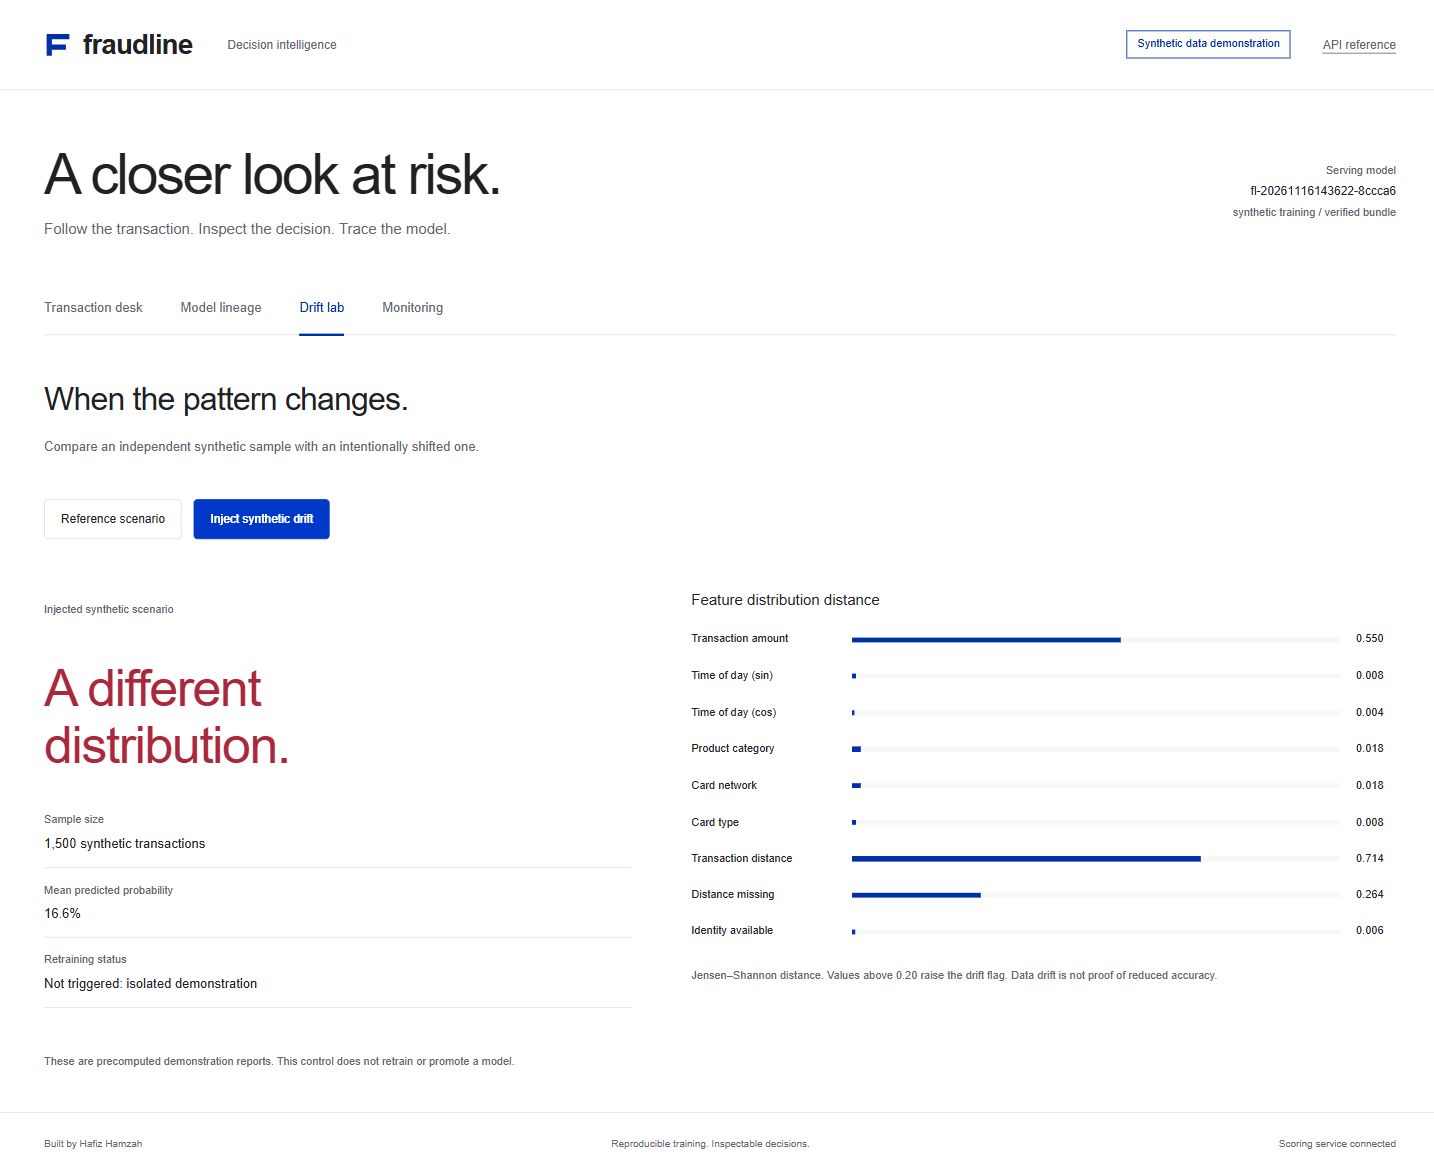 fraudline
Decision intelligence
Synthetic data demonstration
API reference
A closer look at risk.
Follow the transaction. Inspect the decision. Trace the model.
Serving model
fl-20261116143622-8ccca6
synthetic training / verified bundle
Transaction desk
Model lineage
Drift lab
Monitoring
When the pattern changes.
Compare an independent synthetic sample with an intentionally shifted one.
Reference scenario
Inject synthetic drift
Injected synthetic scenario
A different
distribution.
Sample size
1,500 synthetic transactions
Mean predicted probability
16.6%
Retraining status
Not triggered: isolated demonstration
Feature distribution distance
Transaction amount 0.550
Time of day (sin) 0.008
Time of day (cos) 0.004
Product category 0.018
Card network 0.018
Card type 0.008
Transaction distance 0.714
Distance missing 0.264
Identity available 0.006
Jensen–Shannon distance. Values above 0.20 raise the drift flag. Data drift is not proof of reduced accuracy.
These are precomputed demonstration reports. This control does not retrain or promote a model.
Built by Hafiz Hamzah
Reproducible training. Inspectable decisions.
Scoring service connected